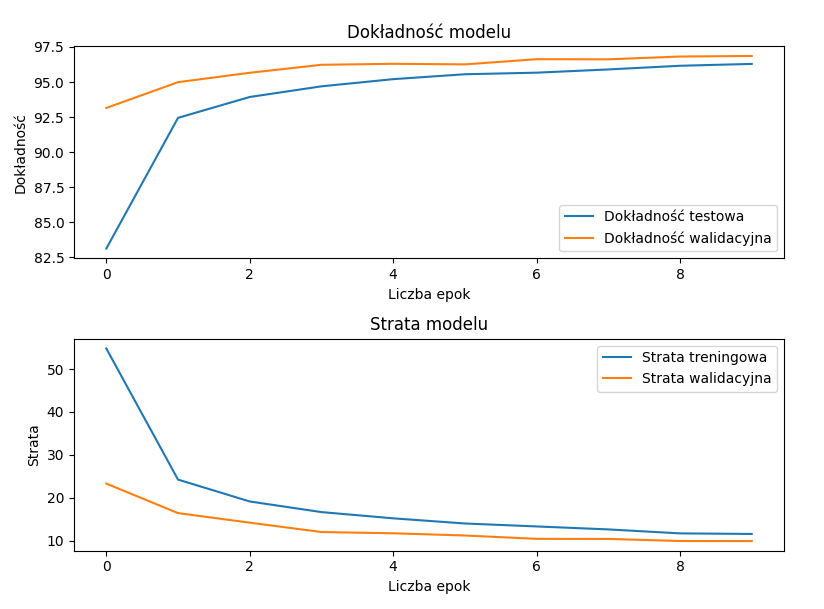 Dokładność modelu
97.5
95.0
92.5
90.0
87.5
85.0
82.5
Dokładność
Dokładność testowa
Dokładność walidacyjna
0 2 4 6 8
Liczba epok
Strata modelu
50
40
30
20
10
Strata
Strata treningowa
Strata walidacyjna
0 2 4 6 8
Liczba epok